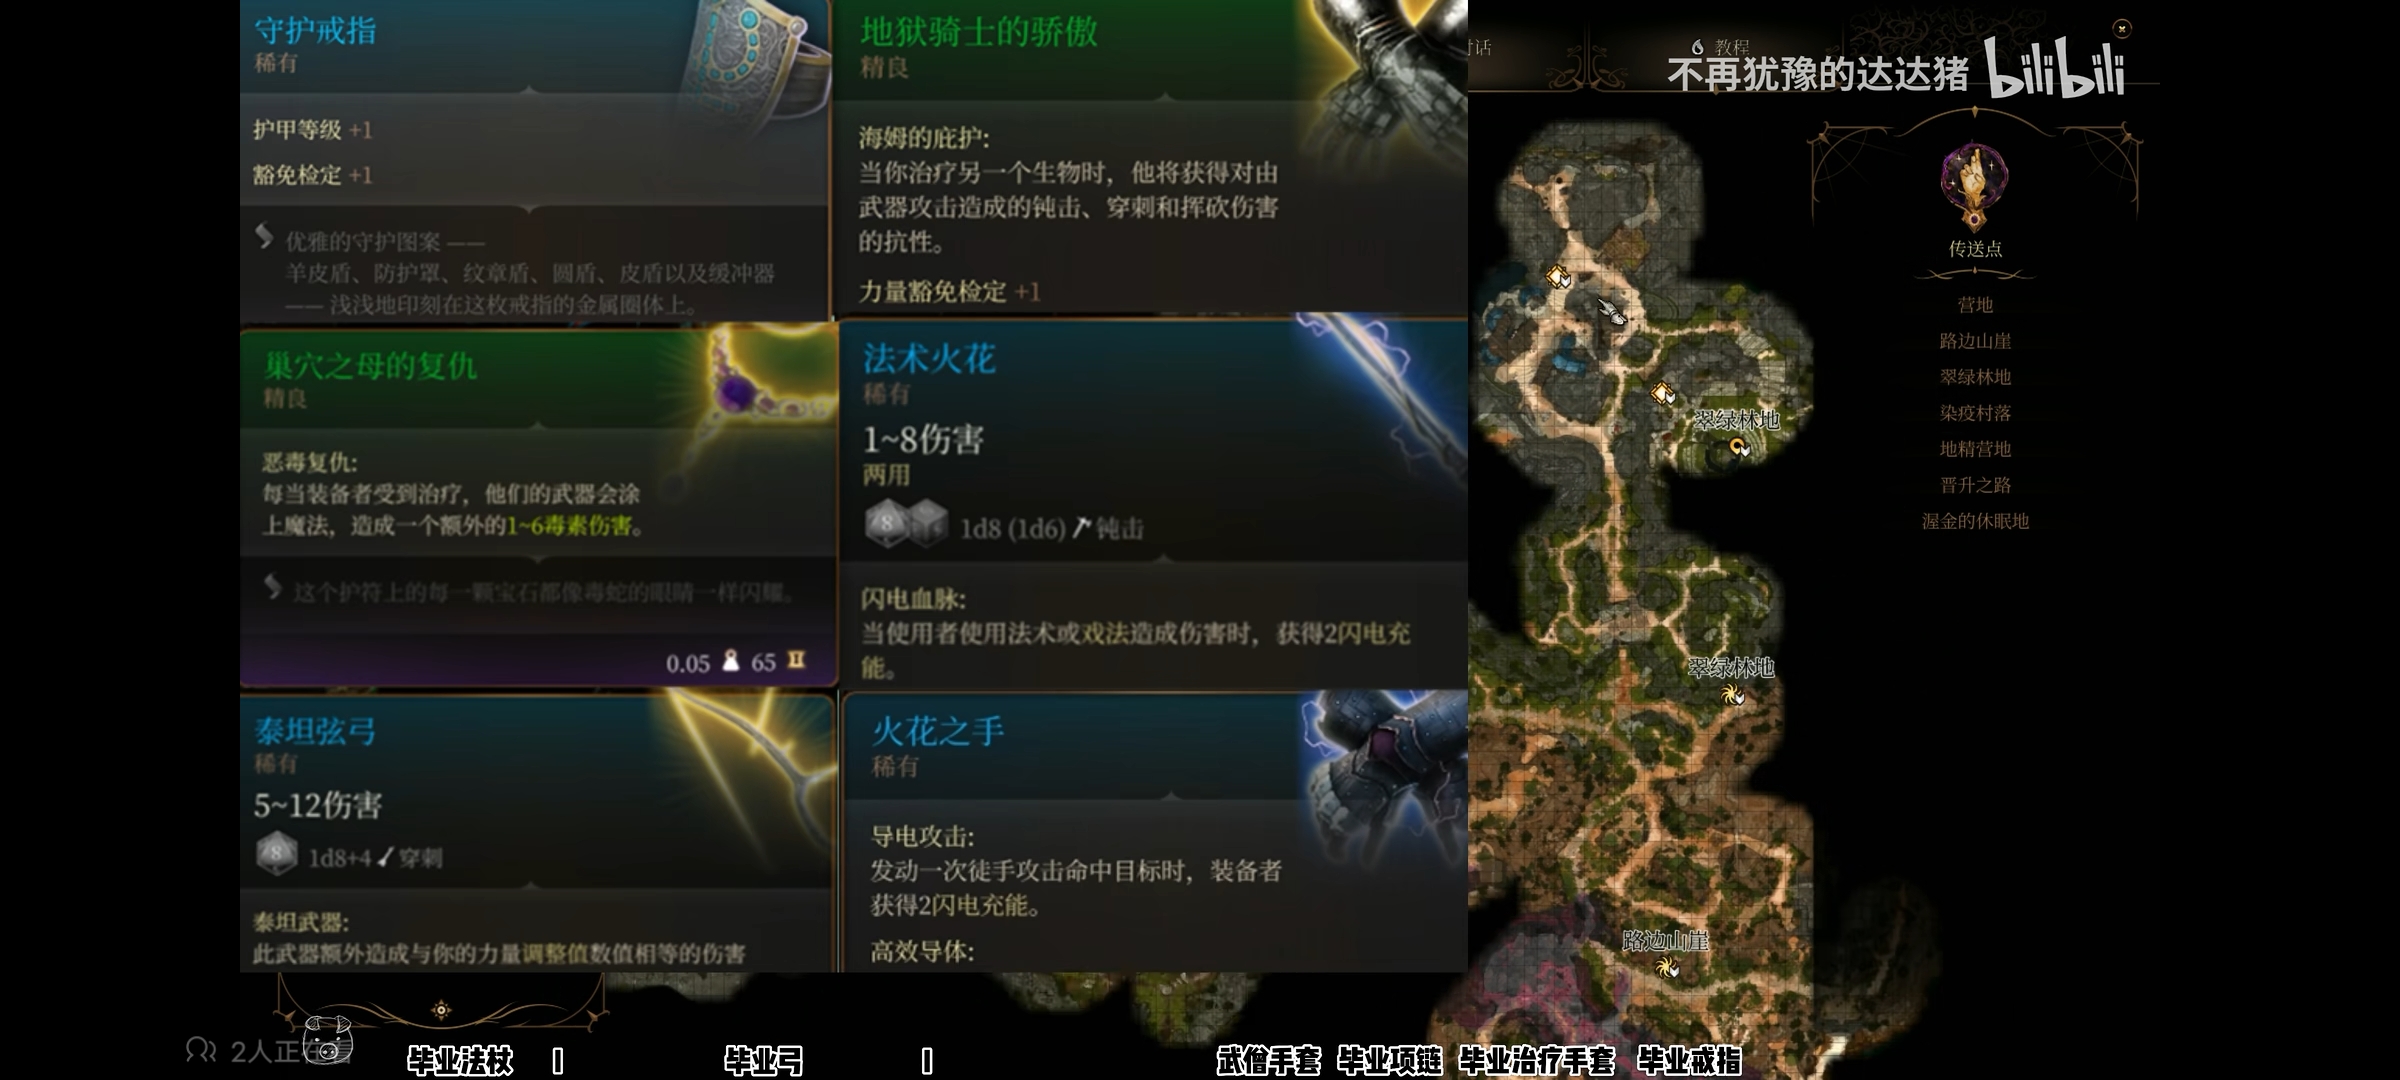 守护戒指
稀有
护甲等级 +1
豁免检定 +1
优雅的守护图案 ——
羊皮盾、防护罩、纹章盾、圆盾、皮盾以及缓冲器
—— 浅浅地印刻在这枚戒指的金属圈体上。
地狱骑士的骄傲
精良
海姆的庇护:
当你治疗另一个生物时，他将获得对由
武器攻击造成的钝击、穿刺和挥砍伤害
的抗性。
力量豁免检定 +1
巢穴之母的复仇
精良
恶毒复仇:
每当装备者受到治疗，他们的武器会涂
上魔法，造成一个额外的1~6毒素伤害。
这个护符上的每一颗宝石都像毒蛇的眼睛一样闪耀。
0.05 65
法术火花
稀有
1~8伤害
两用
8
1d8 (1d6) 钝击
闪电血脉:
当使用者使用法术或戏法造成伤害时，获得2闪电充
能。
泰坦弦弓
稀有
5~12伤害
8
1d8+4 穿刺
泰坦武器:
此武器额外造成与你的力量调整值数值相等的伤害
火花之手
稀有
导电攻击:
发动一次徒手攻击命中目标时，装备者
获得2闪电充能。
高效导体:
对话
教程
不再犹豫的达达猪 bilibili
传送点
营地
路边山崖
翠绿林地
染疫村落
地精营地
晋升之路
渥金的休眠地
翠绿林地
翠绿林地
路边山崖
2人正在看
毕业法杖 | 毕业弓 | 武僧手套 毕业项链 毕业治疗手套 毕业戒指